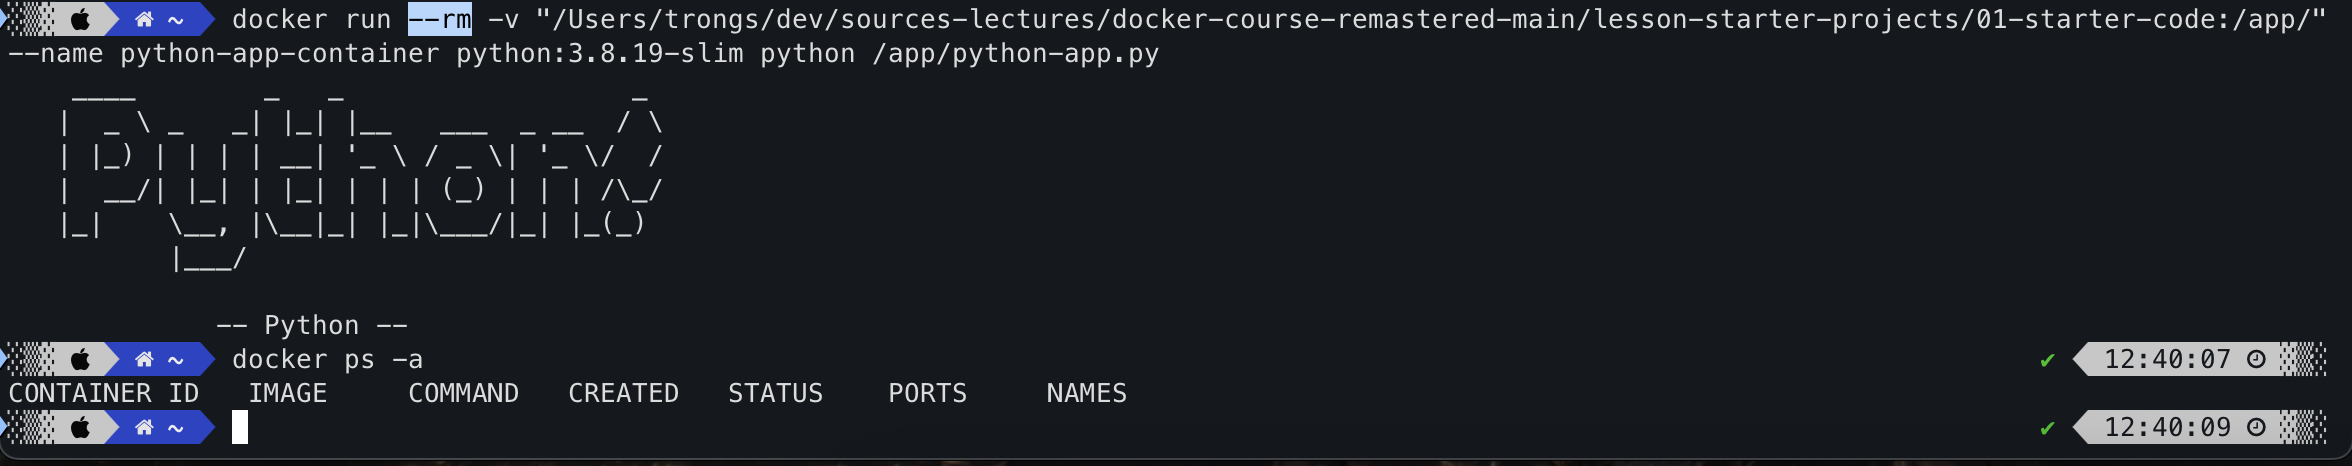 ~ docker run --rm -v "/Users/trongs/dev/sources-lectures/docker-course-remastered-main/lesson-starter-projects/01-starter-code:/app/"
--name python-app-container python:3.8.19-slim python /app/python-app.py
    ____        _   _                  _
   |  _ \ _   _| |_| |__   ___  _ __  / \
   | |_) | | | | __| '_ \ / _ \| '_ \/  /
   |  __/| |_| | |_| | | | (_) | | | /\_/
   |_|    \__, |\__|_| |_|\___/|_| |_(_)
          |___/
-- Python --
~ docker ps -a ✔ 12:40:07
CONTAINER ID   IMAGE     COMMAND   CREATED   STATUS    PORTS     NAMES
~ ✔ 12:40:09